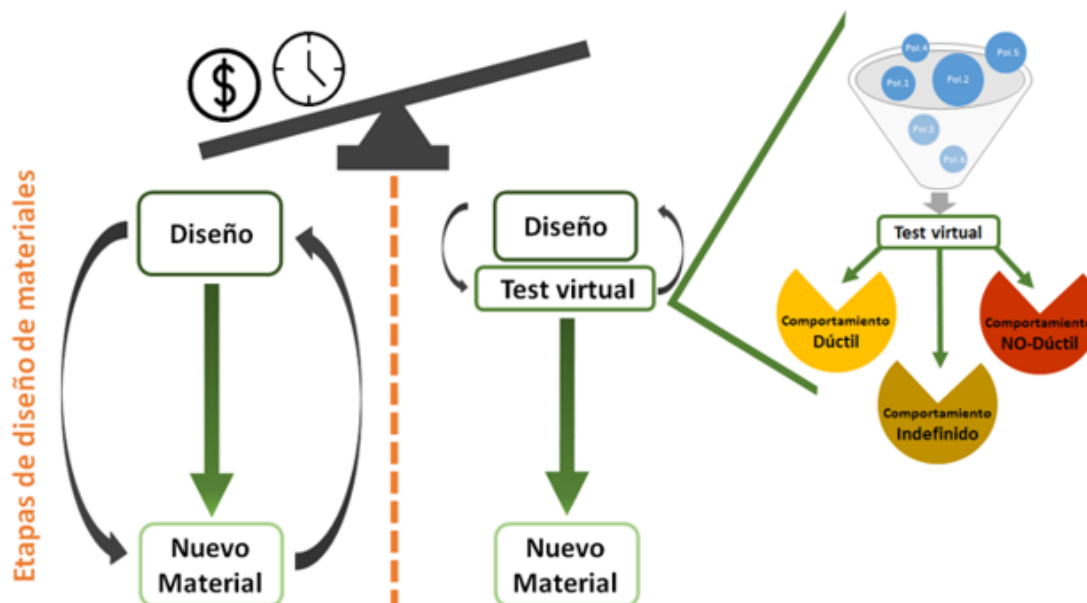 $
Etapas de diseño de materiales
Diseño
Nuevo
Material
Diseño
Test virtual
Nuevo
Material
Pol.4
Pol.5
Pol.1
Pol.2
Pol.3
Pol.6
Test virtual
Comportamiento
Dúctil
Comportamiento
NO-Dúctil
Comportamiento
Indefinido